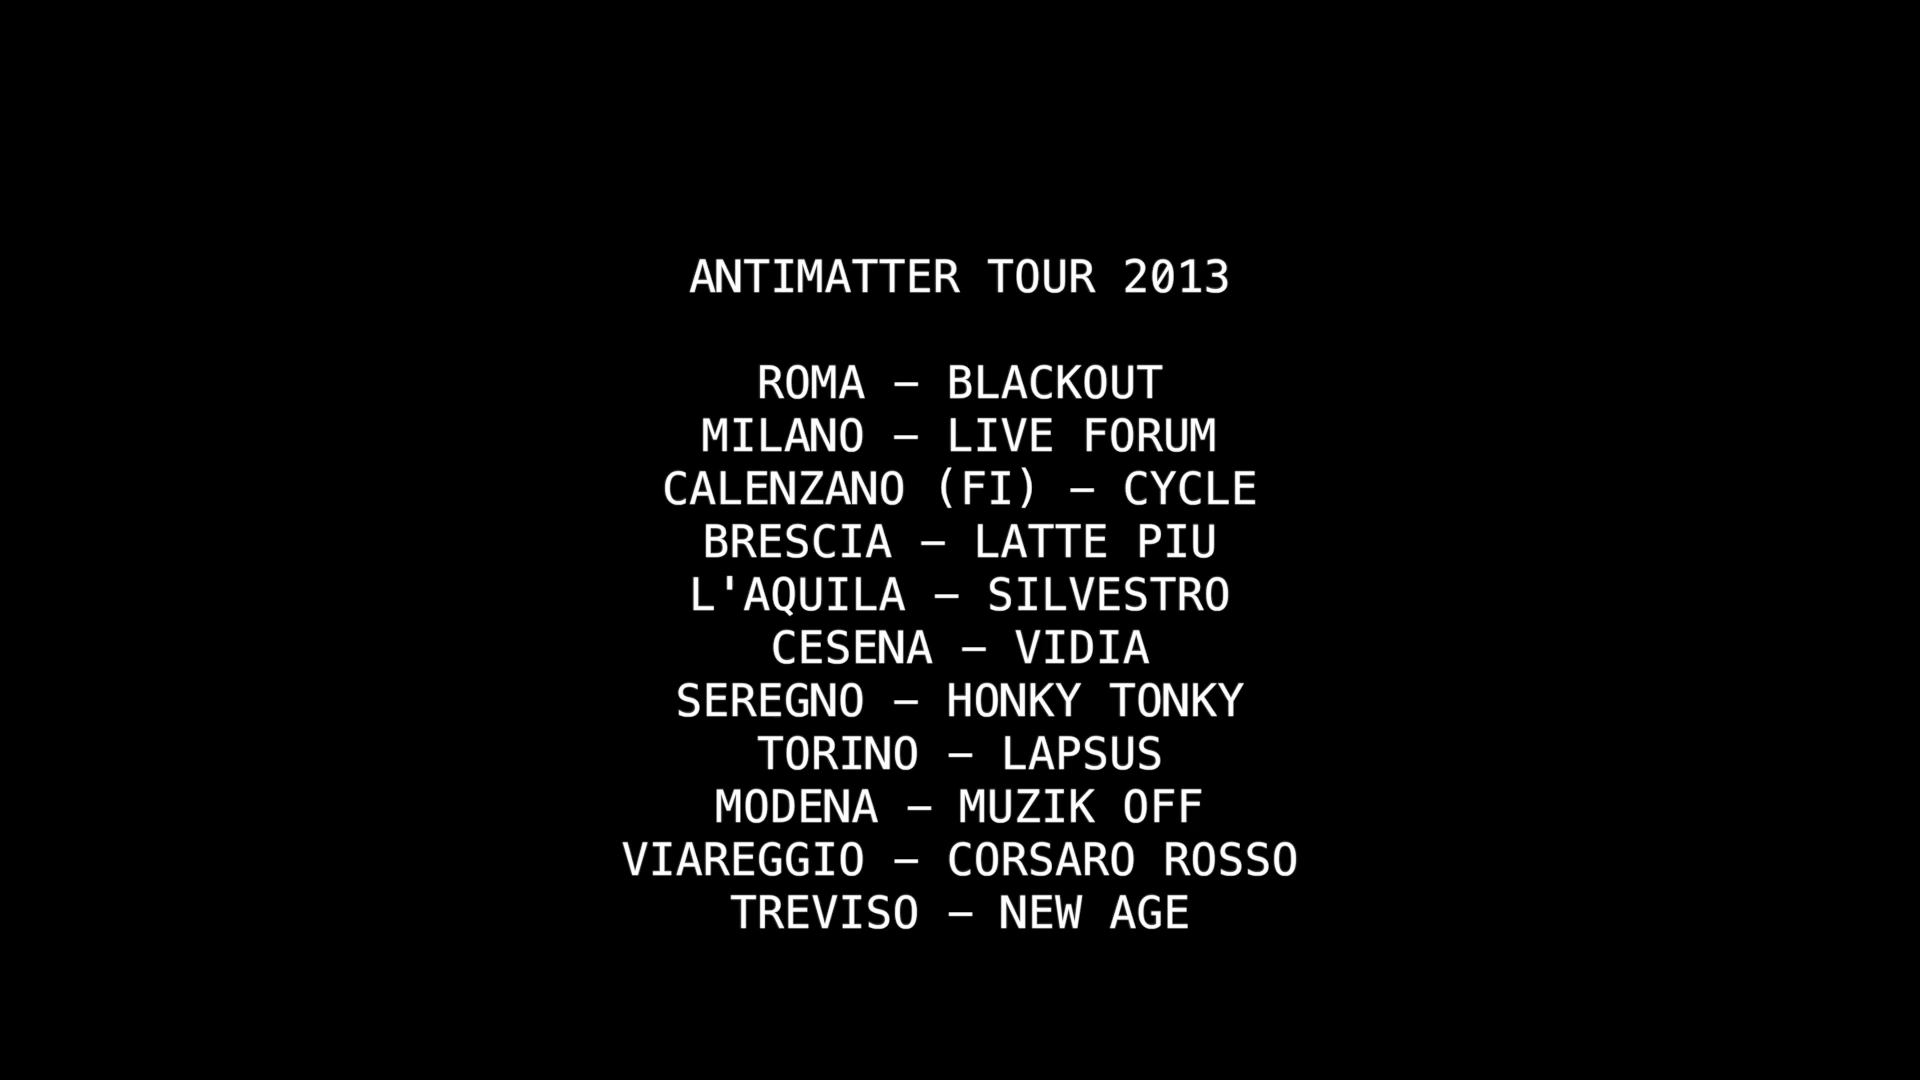 ANTIMATTER TOUR 2013
ROMA – BLACKOUT
MILANO – LIVE FORUM
CALENZANO (FI) – CYCLE
BRESCIA – LATTE PIU
L'AQUILA – SILVESTRO
CESENA – VIDIA
SEREGNO – HONKY TONKY
TORINO – LAPSUS
MODENA – MUZIK OFF
VIAREGGIO – CORSARO ROSSO
TREVISO – NEW AGE